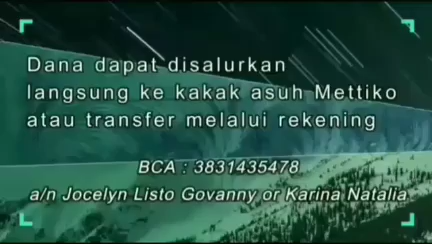 Dana dapat disalurkan
langsung ke kakak asuh Mettiko
atau transfer melalui rekening
BCA : 3831435478
a/n Jocelyn Listo Govanny or Karina Natalia